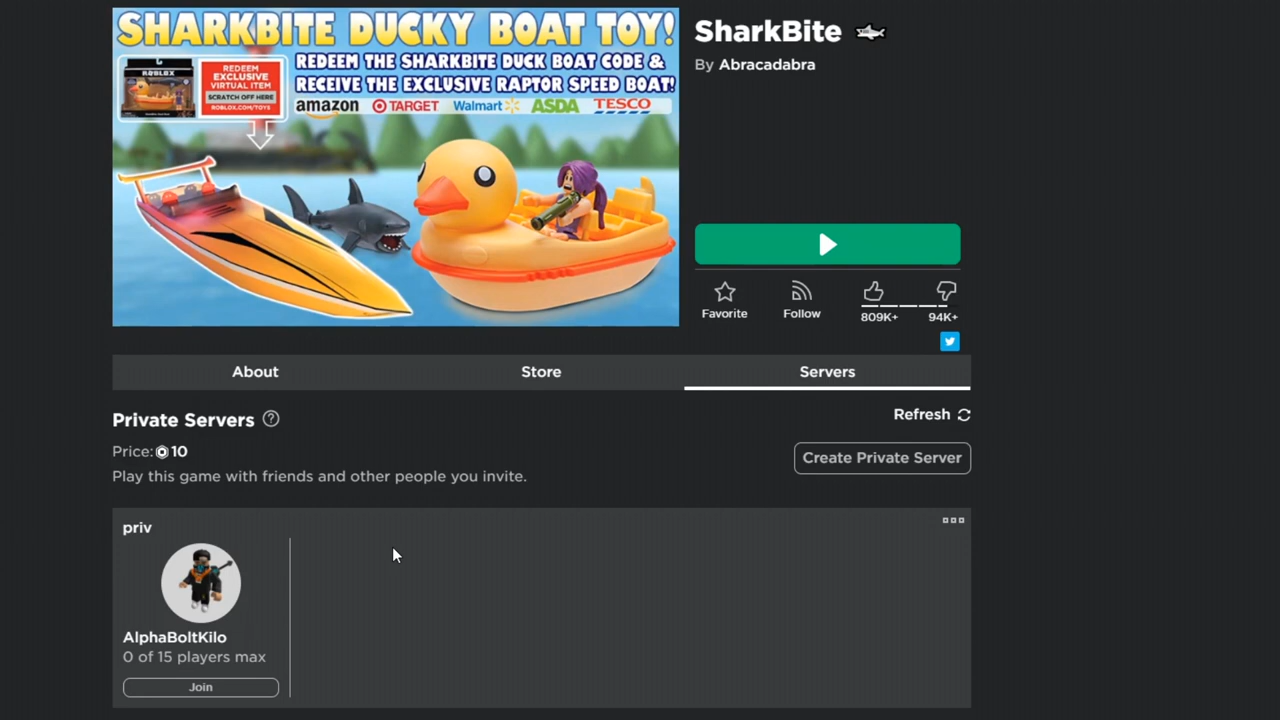 SHARKBITE DUCKY BOAT TOY!
REDEEM THE SHARKBITE DUCK BOAT CODE &
RECEIVE THE EXCLUSIVE RAPTOR SPEED BOAT!
ROBLOX
REDEEM
EXCLUSIVE
VIRTUAL ITEM
SCRATCH OFF HERE
ROBLOX.COM/TOYS
amazon TARGET Walmart ASDA TESCO
SharkBite
By Abracadabra
Favorite Follow 809K+ 94K+
About Store Servers
Private Servers ?
Refresh
Price: 10
Create Private Server
Play this game with friends and other people you invite.
priv
AlphaBoltKilo
0 of 15 players max
Join